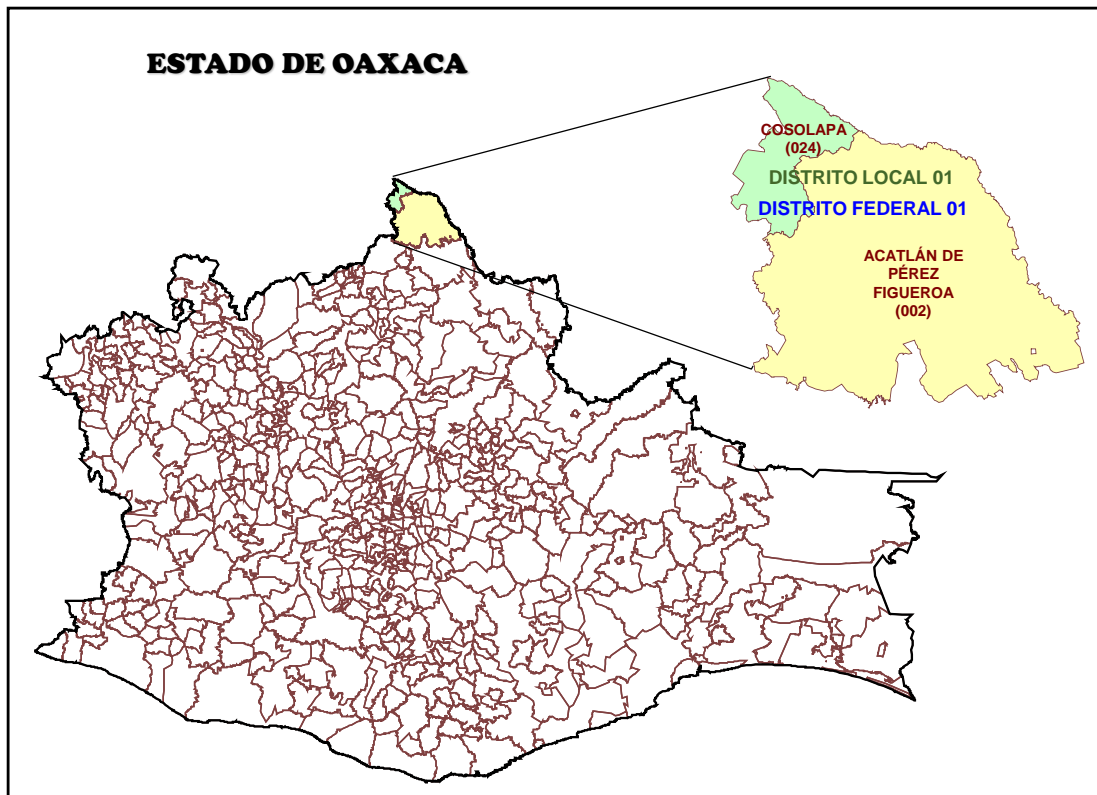 ESTADO DE OAXACA
COSOLAPA
(024)
DISTRITO LOCAL 01
DISTRITO FEDERAL 01
ACATLÁN DE
PÉREZ
FIGUEROA
(002)